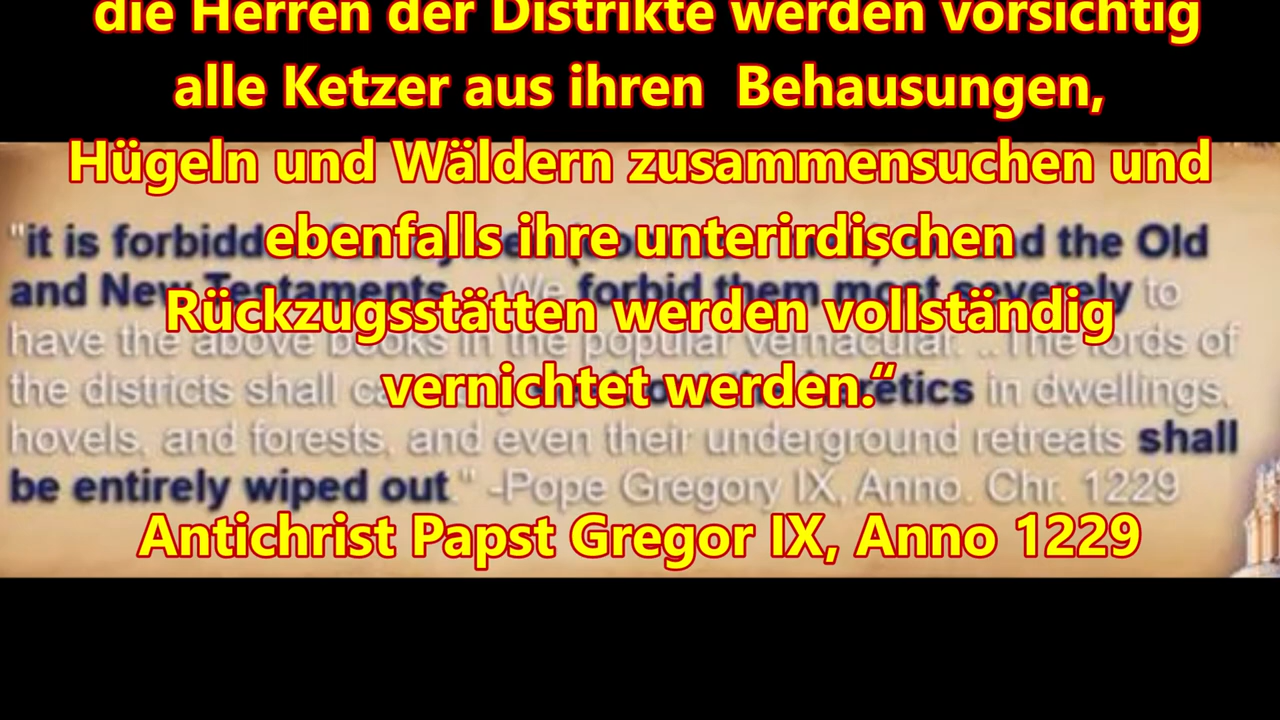 die Herren der Distrikte werden vorsichtig
alle Ketzer aus ihren Behausungen,
Hügeln und Wäldern zusammensuchen und
ebenfalls ihre unterirdischen
Rückzugsstätten werden vollständig
vernichtet werden.“
"it is d the Old
and New Testaments. We forbid them most severely to
have the above books in the popular vernacular. The lords of
the districts shall in dwellings,
hovels, and forests, and even their underground retreats shall
be entirely wiped out." -Pope Gregory IX, Anno. Chr. 1229
Antichrist Papst Gregor IX, Anno 1229